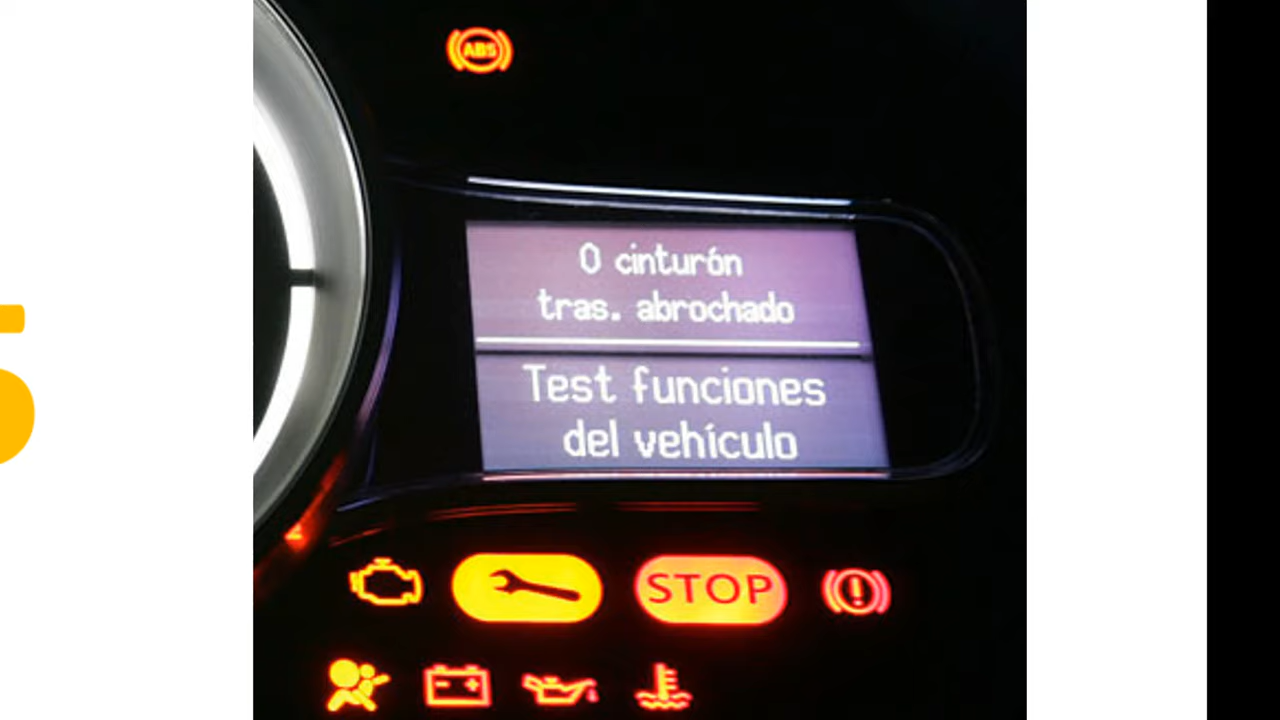 ABS
0 cinturón
tras. abrochado
Test funciones
del vehículo
STOP